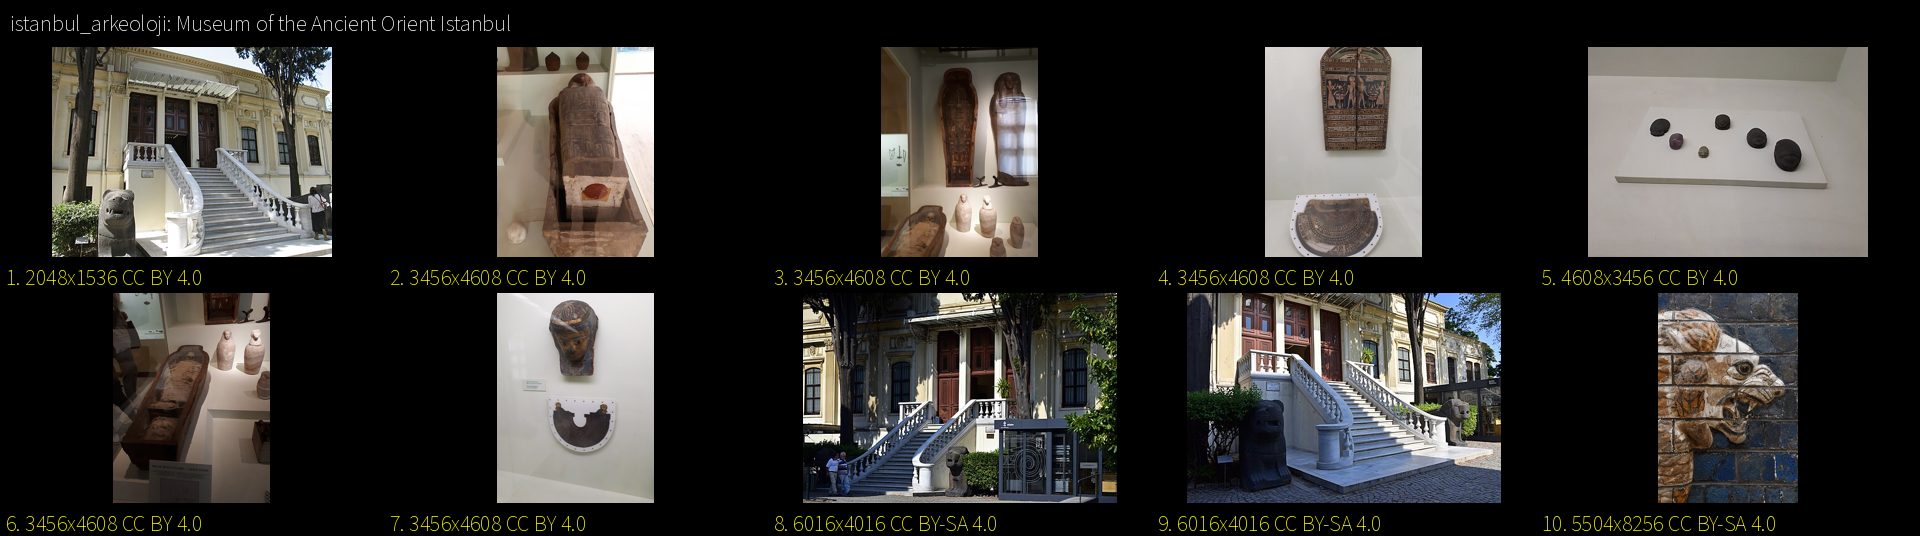 istanbul_arkeoloji: Museum of the Ancient Orient Istanbul
1. 2048x1536 CC BY 4.0
2. 3456x4608 CC BY 4.0
3. 3456x4608 CC BY 4.0
4. 3456x4608 CC BY 4.0
5. 4608x3456 CC BY 4.0
6. 3456x4608 CC BY 4.0
7. 3456x4608 CC BY 4.0
8. 6016x4016 CC BY-SA 4.0
9. 6016x4016 CC BY-SA 4.0
10. 5504x8256 CC BY-SA 4.0